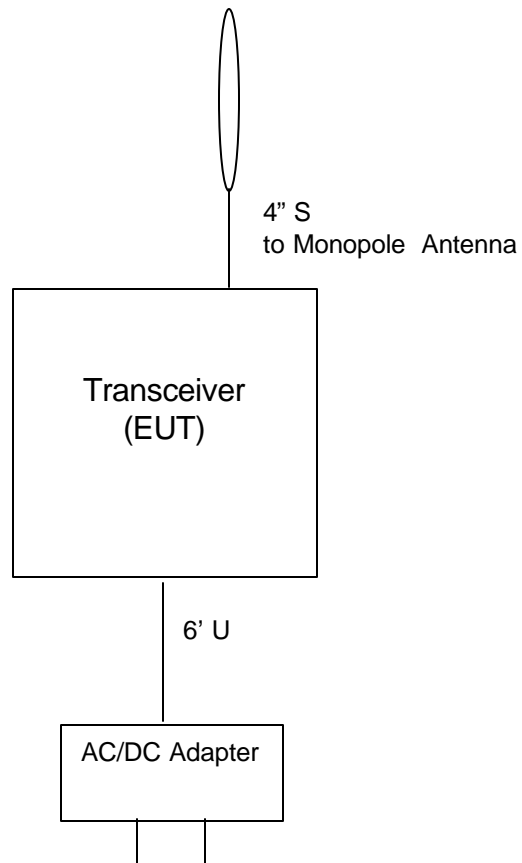 4” S
to Monopole Antenna
Transceiver
(EUT)
6’ U
AC/DC Adapter